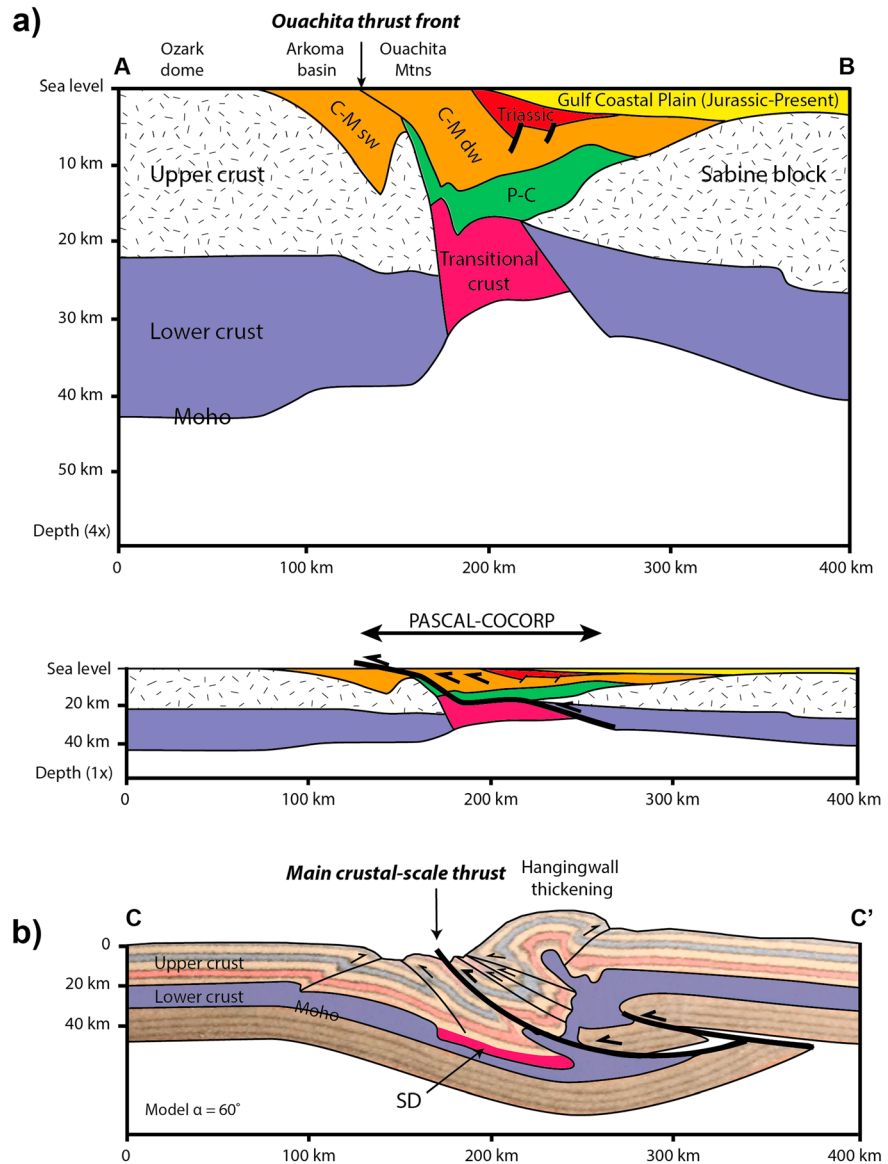 a)
Ouachita thrust front
Ozark
dome
Arkoma
basin
Ouachita
Mtns
A
B
Sea level
10 km
20 km
30 km
40 km
50 km
Depth (4x)
C-M sw
C-M dw
Triassic
Gulf Coastal Plain (Jurassic-Present)
Upper crust
P-C
Sabine block
Transitional
crust
Lower crust
Moho
0
100 km
200 km
300 km
400 km
PASCAL-COCORP
Sea level
20 km
40 km
Depth (1x)
0
100 km
200 km
300 km
400 km
b)
Main crustal-scale thrust
Hangingwall
thickening
C
C’
0
20 km
40 km
Upper crust
Lower crust
Moho
SD
Model α = 60°
0
100 km
200 km
300 km
400 km